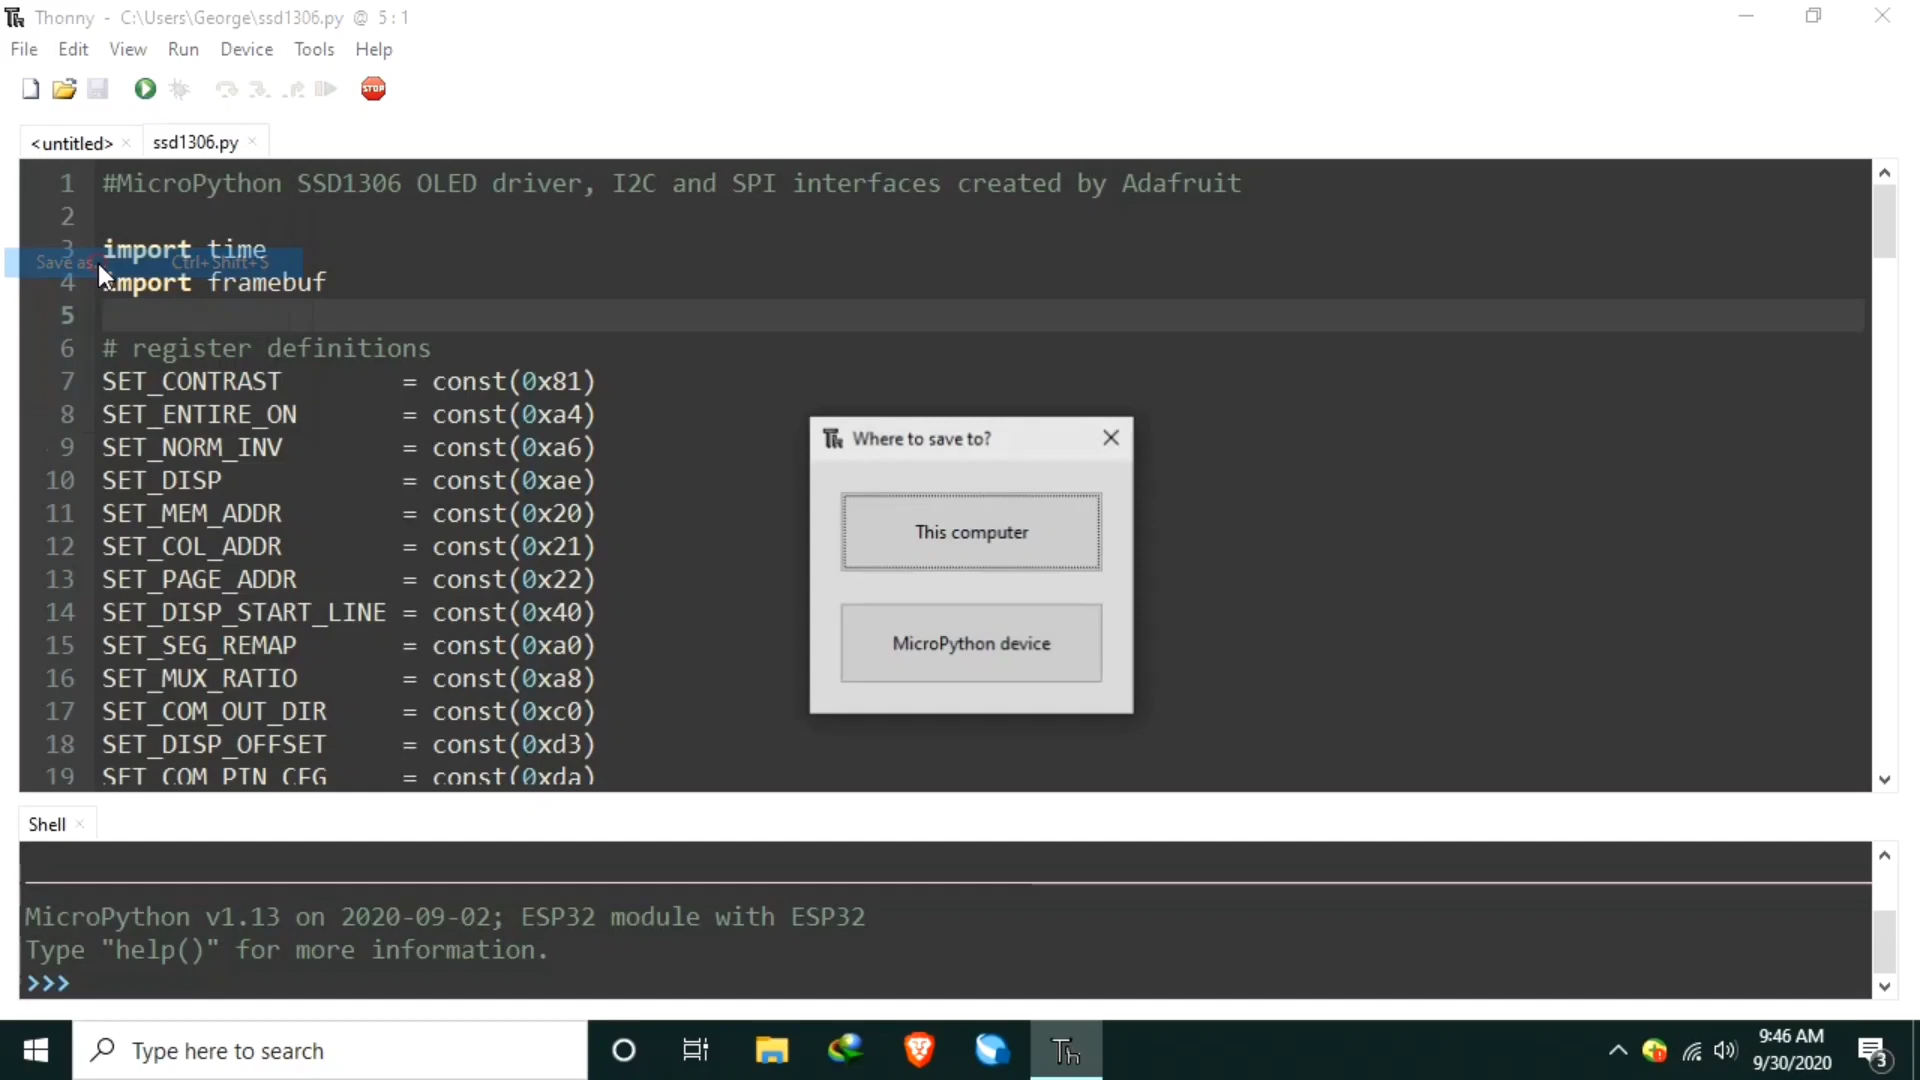 Thonny - C:\Users\George\ssd1306.py @ 5 : 1
File Edit View Run Device Tools Help
STOP
<untitled> × ssd1306.py ×
1 #MicroPython SSD1306 OLED driver, I2C and SPI interfaces created by Adafruit
2
3 import time
Save as... Ctrl+Shift+S
4 import framebuf
5
6 # register definitions
7 SET_CONTRAST = const(0x81)
8 SET_ENTIRE_ON = const(0xa4)
9 SET_NORM_INV = const(0xa6)
10 SET_DISP = const(0xae)
11 SET_MEM_ADDR = const(0x20)
12 SET_COL_ADDR = const(0x21)
13 SET_PAGE_ADDR = const(0x22)
14 SET_DISP_START_LINE = const(0x40)
15 SET_SEG_REMAP = const(0xa0)
16 SET_MUX_RATIO = const(0xa8)
17 SET_COM_OUT_DIR = const(0xc0)
18 SET_DISP_OFFSET = const(0xd3)
19 SET_COM_PIN_CFG = const(0xda)
Where to save to?
This computer
MicroPython device
Shell ×
MicroPython v1.13 on 2020-09-02; ESP32 module with ESP32
Type "help()" for more information.
>>>
Type here to search
9:46 AM
9/30/2020
3